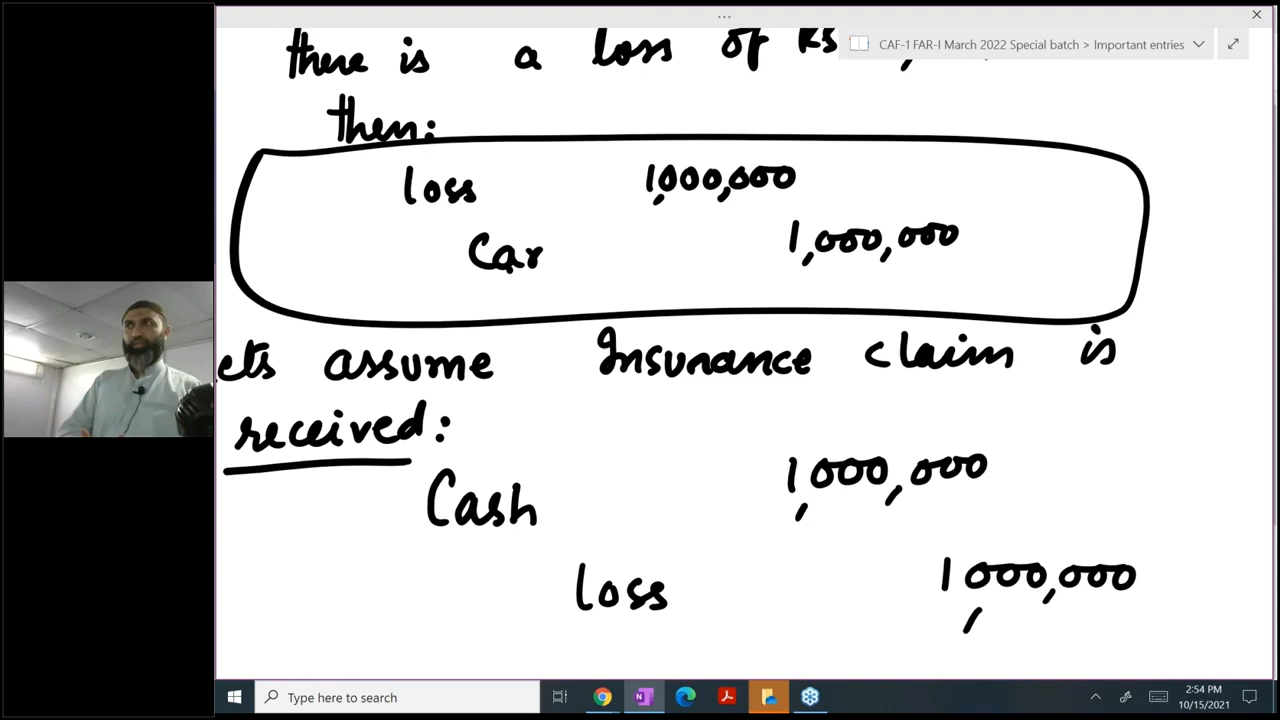 ...
CAF-1 FAR-I March 2022 Special batch > Important entries
there is a loss of Rs
then:
loss 1,000,000
Car 1,000,000
ets assume Insurance claim is
received:
Cash 1,000,000
loss 1,000,000
Type here to search
2:54 PM
10/15/2021